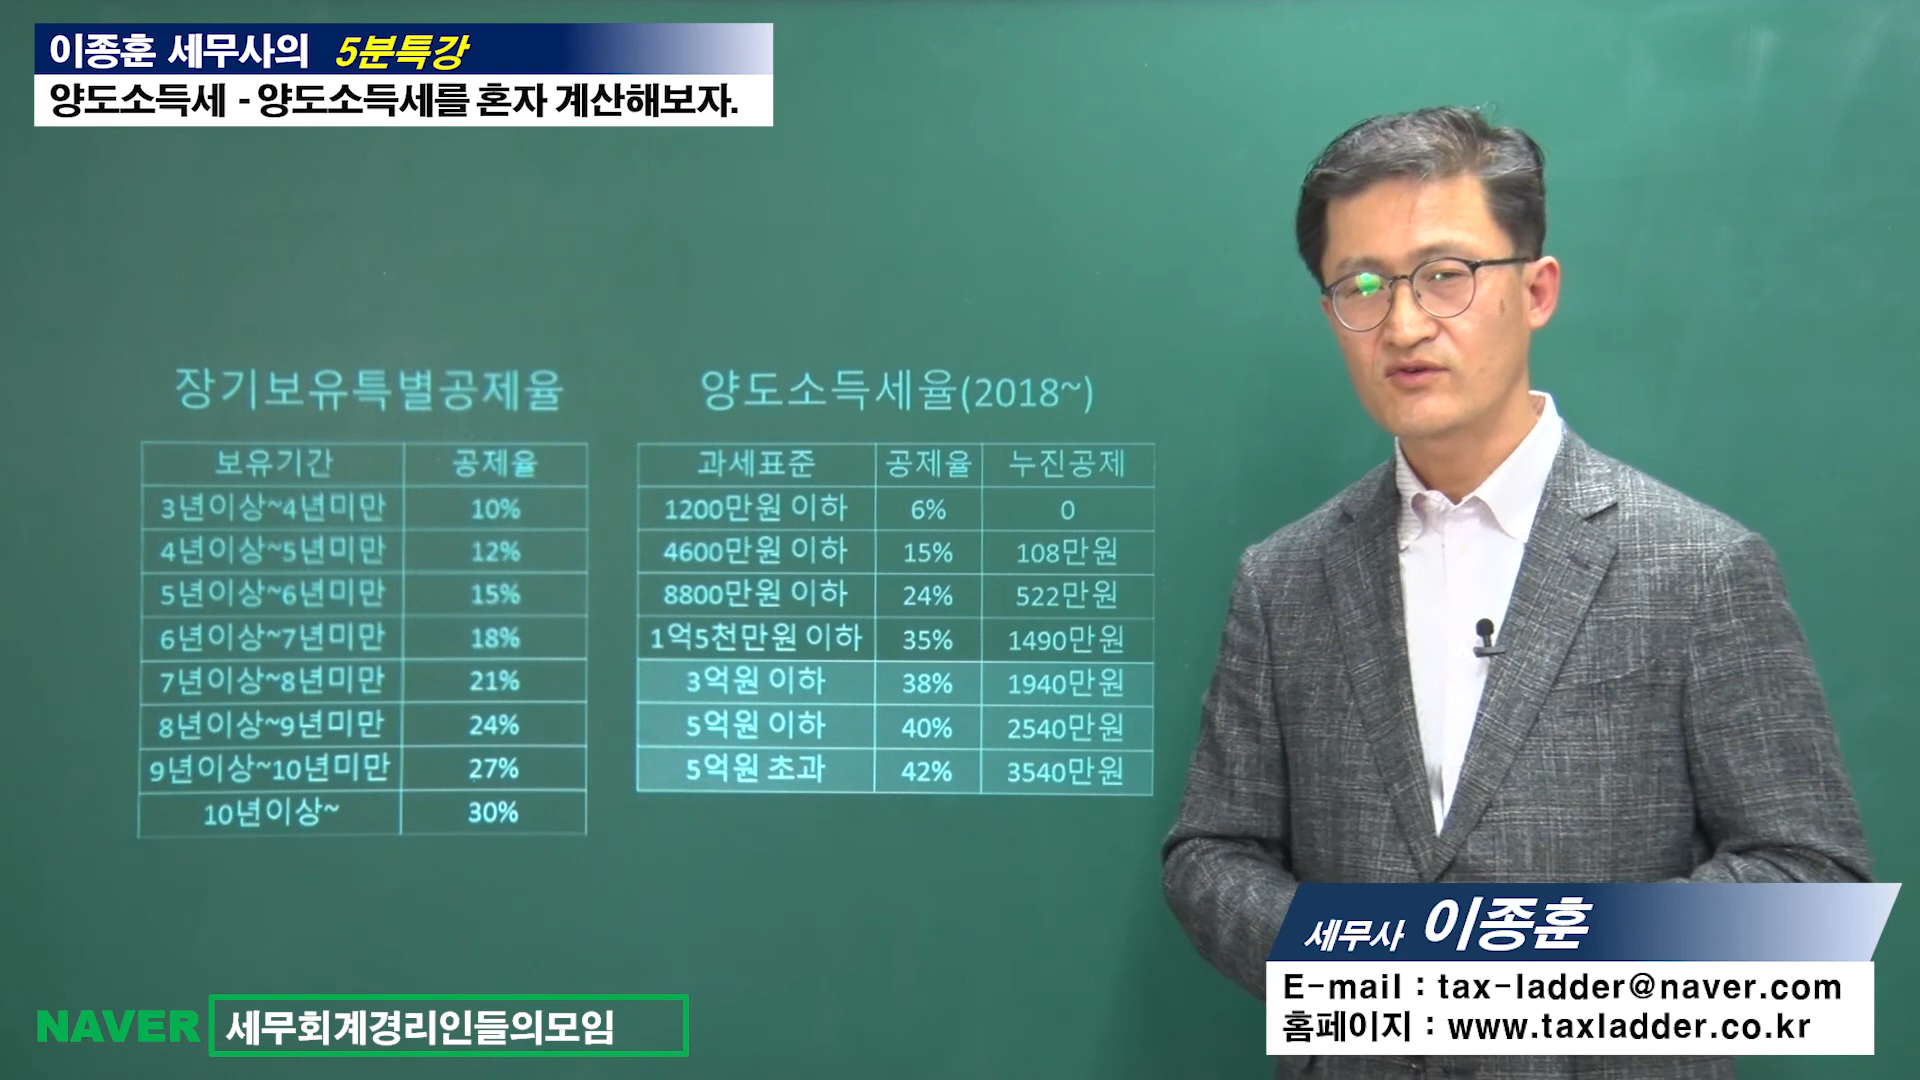 이종훈 세무사의 5분특강
양도소득세 - 양도소득세를 혼자 계산해보자.
장기보유특별공제율
보유기간 공제율
3년이상~4년미만 10%
4년이상~5년미만 12%
5년이상~6년미만 15%
6년이상~7년미만 18%
7년이상~8년미만 21%
8년이상~9년미만 24%
9년이상~10년미만 27%
10년이상~ 30%
양도소득세율(2018~)
과세표준 공제율 누진공제
1200만원 이하 6% 0
4600만원 이하 15% 108만원
8800만원 이하 24% 522만원
1억5천만원 이하 35% 1490만원
3억원 이하 38% 1940만원
5억원 이하 40% 2540만원
5억원 초과 42% 3540만원
세무사 이종훈
E-mail : tax-ladder@naver.com
홈페이지 : www.taxladder.co.kr
NAVER 세무회계경리인들의모임